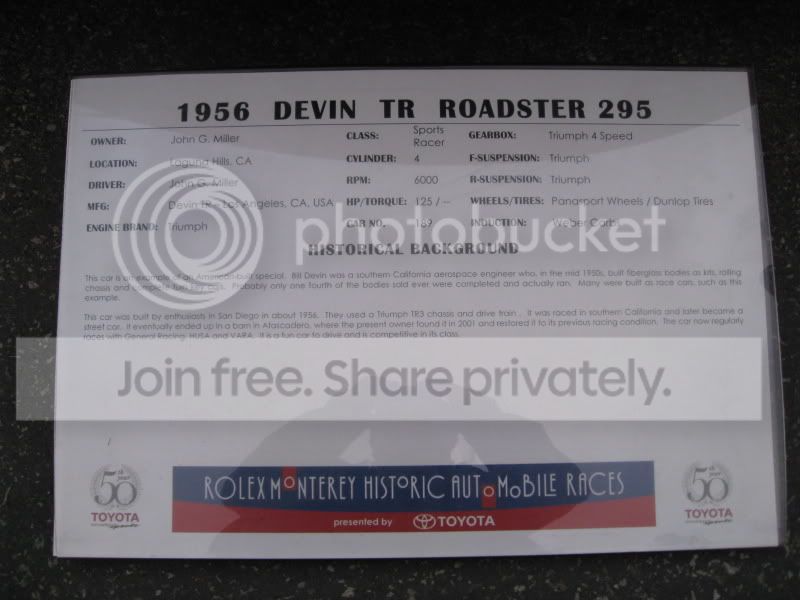 1956 DEVIN TR ROADSTER 295
OWNER: John G. Miller CLASS: Sports Racer GEARBOX: Triumph 4 Speed
LOCATION: Laguna Hills, CA CYLINDER: 4 F-SUSPENSION: Triumph
DRIVER: John G. Miller RPM: 6000 R-SUSPENSION: Triumph
MFG: Devin TR – Los Angeles, CA, USA HP/TORQUE: 125 / -- WHEELS/TIRES: Panasport Wheels / Dunlop Tires
ENGINE BRAND: Triumph CAR NO. 169 INDUCTION: Weber Carbs
photobucket
HISTORICAL BACKGROUND
This car is an example of an American-built special. Bill Devin was a southern California aerospace engineer who, in the mid 1950s, built fiberglass bodies as kits, rolling
chassis and complete turn key cars. Probably only one fourth of the bodies sold ever were completed and actually ran. Many were built as race cars, such as this
example.
This car was built by enthusiasts in San Diego in about 1956. They used a Triumph TR3 chassis and drive train. It was raced in southern California and later became a
street car. It eventually ended up in a barn in Atascadero, where the present owner found it in 2001 and restored it to its previous racing condition. The car now regularly
races with General Racing, HUSA and VARA. It is a fun car to drive and is competitive in its class.
Join free. Share privately.
50th year
TOYOTA
ROLEX MONTEREY HISTORIC AUTOMOBILE RACES
presented by TOYOTA
50th year
TOYOTA